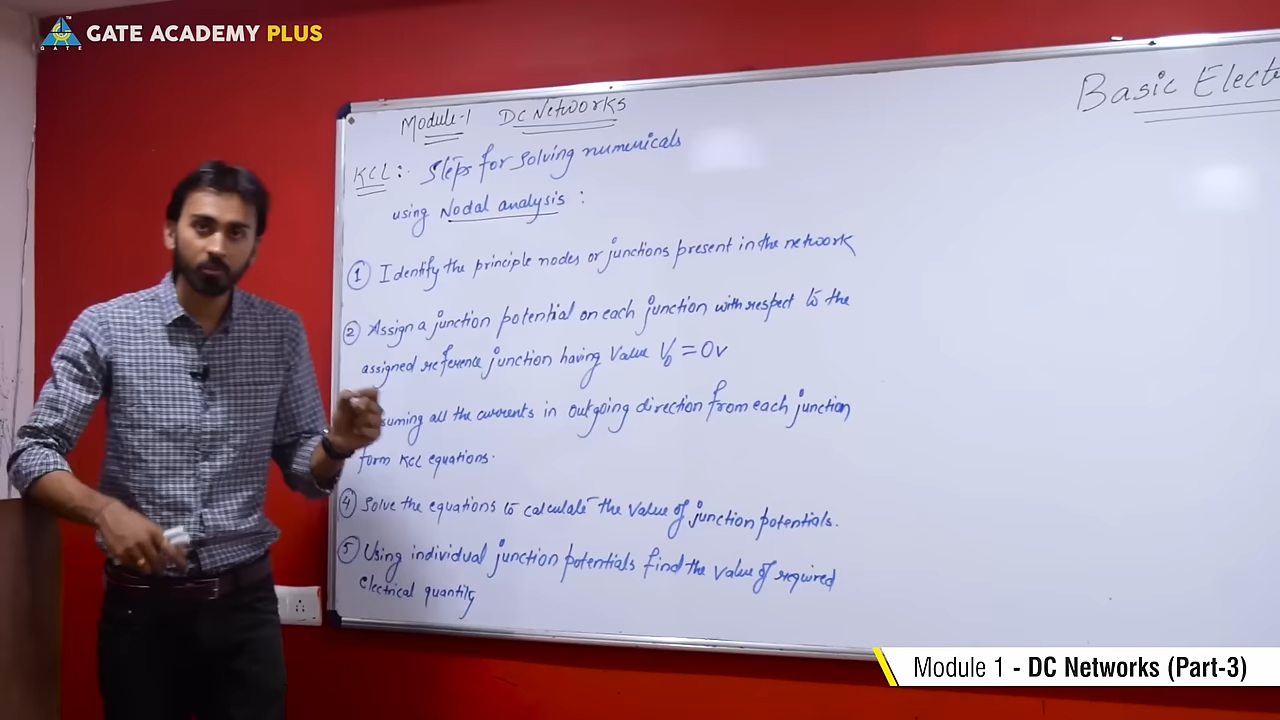 GATE ACADEMY PLUS
GATE
Basic Elect
Module-1 DC Networks
KCL:- Steps for solving numericals
using Nodal analysis :
① Identify the principle nodes or junctions present in the network
② Assign a junction potential on each junction with respect to the
assigned reference junction having value V₀ = 0v
suming all the currents in outgoing direction from each junction
form KCL equations.
④ Solve the equations to calculate the value of junction potentials.
⑤ Using individual junction potentials find the value of required
electrical quantity
Module 1 - DC Networks (Part-3)